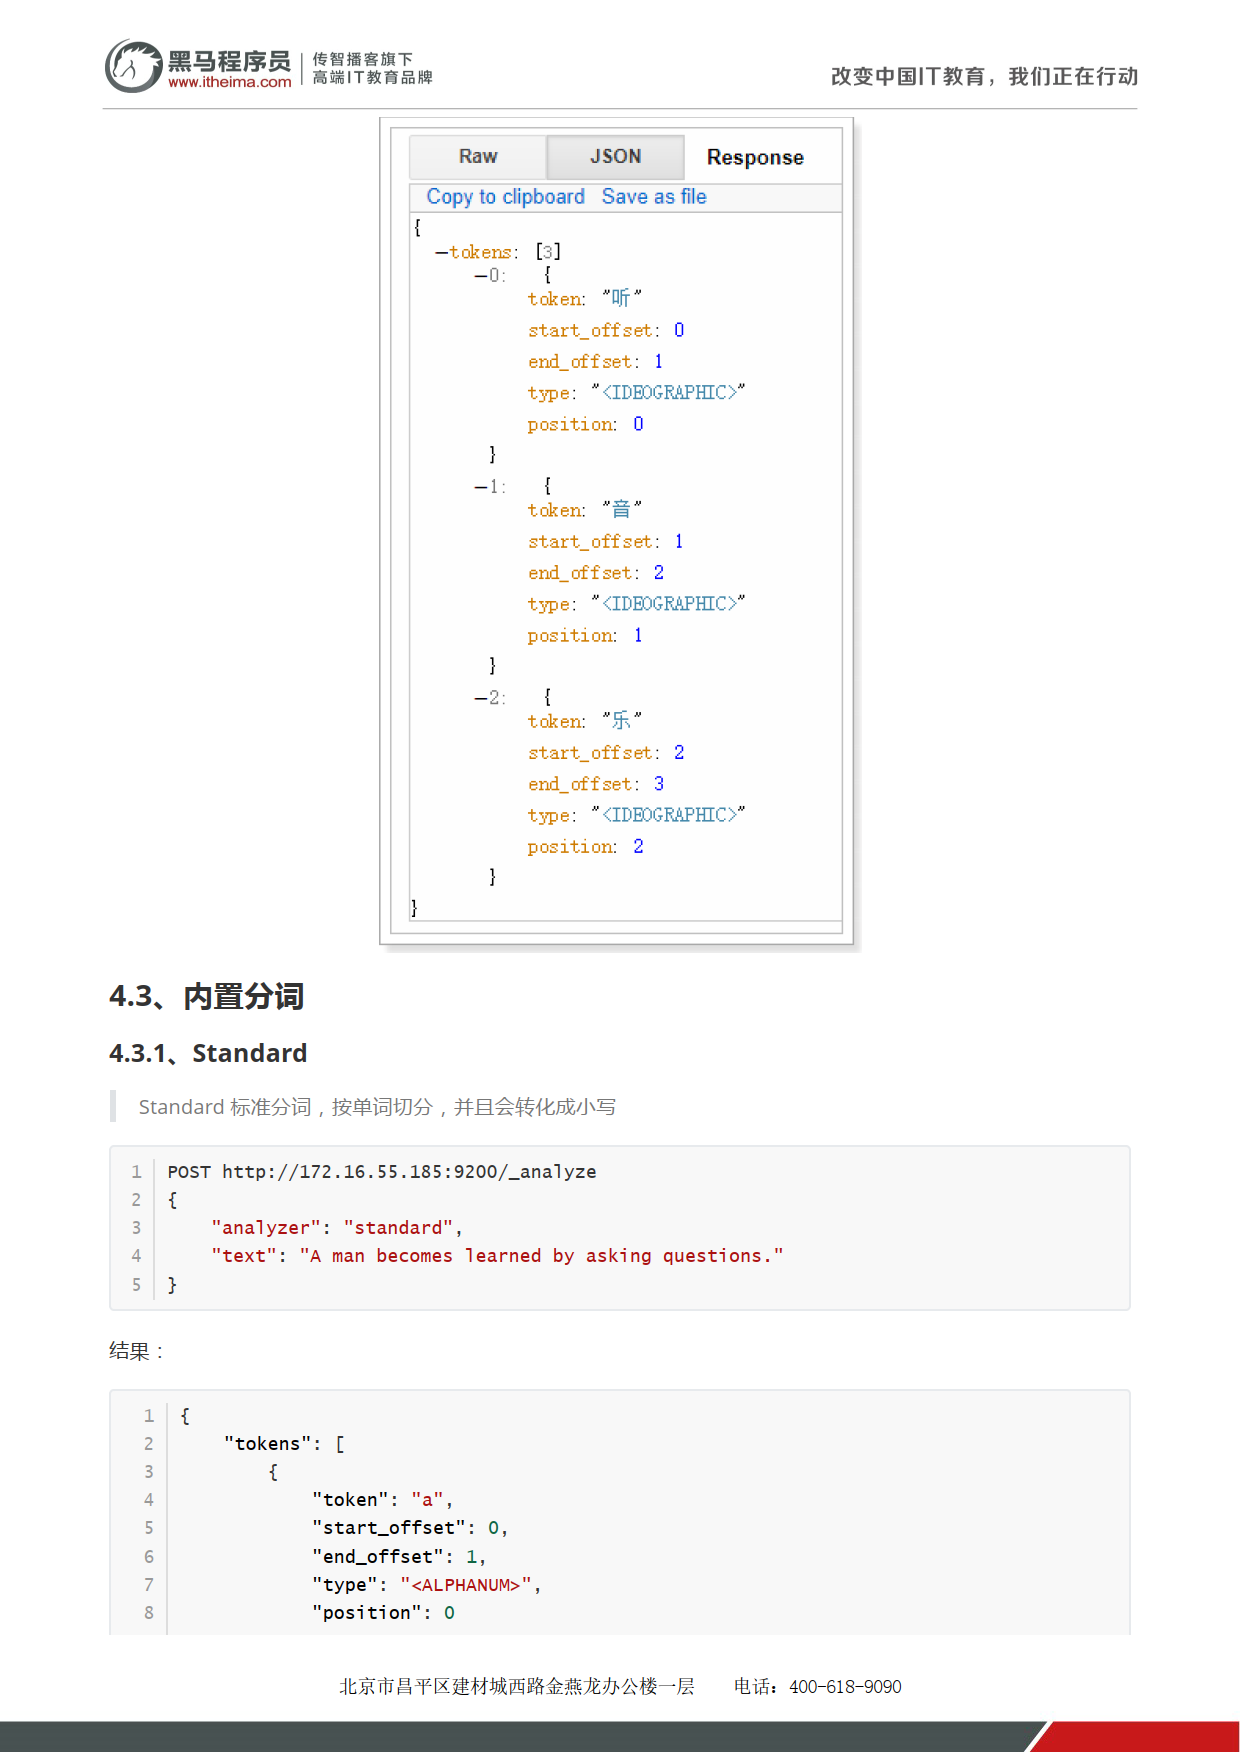 黑马程序员
www.itheima.com
传智播客旗下
高端IT教育品牌
改变中国IT教育，我们正在行动
Raw JSON Response
Copy to clipboard Save as file
{
−tokens: [3]
−0: {
token: "听"
start_offset: 0
end_offset: 1
type: "<IDEOGRAPHIC>"
position: 0
}
−1: {
token: "音"
start_offset: 1
end_offset: 2
type: "<IDEOGRAPHIC>"
position: 1
}
−2: {
token: "乐"
start_offset: 2
end_offset: 3
type: "<IDEOGRAPHIC>"
position: 2
}
}
4.3、内置分词
4.3.1、Standard
Standard 标准分词，按单词切分，并且会转化成小写
1 POST http://172.16.55.185:9200/_analyze
2 {
3 "analyzer": "standard",
4 "text": "A man becomes learned by asking questions."
5 }
结果：
1 {
2 "tokens": [
3 {
4 "token": "a",
5 "start_offset": 0,
6 "end_offset": 1,
7 "type": "<ALPHANUM>",
8 "position": 0
北京市昌平区建材城西路金燕龙办公楼一层 电话：400-618-9090